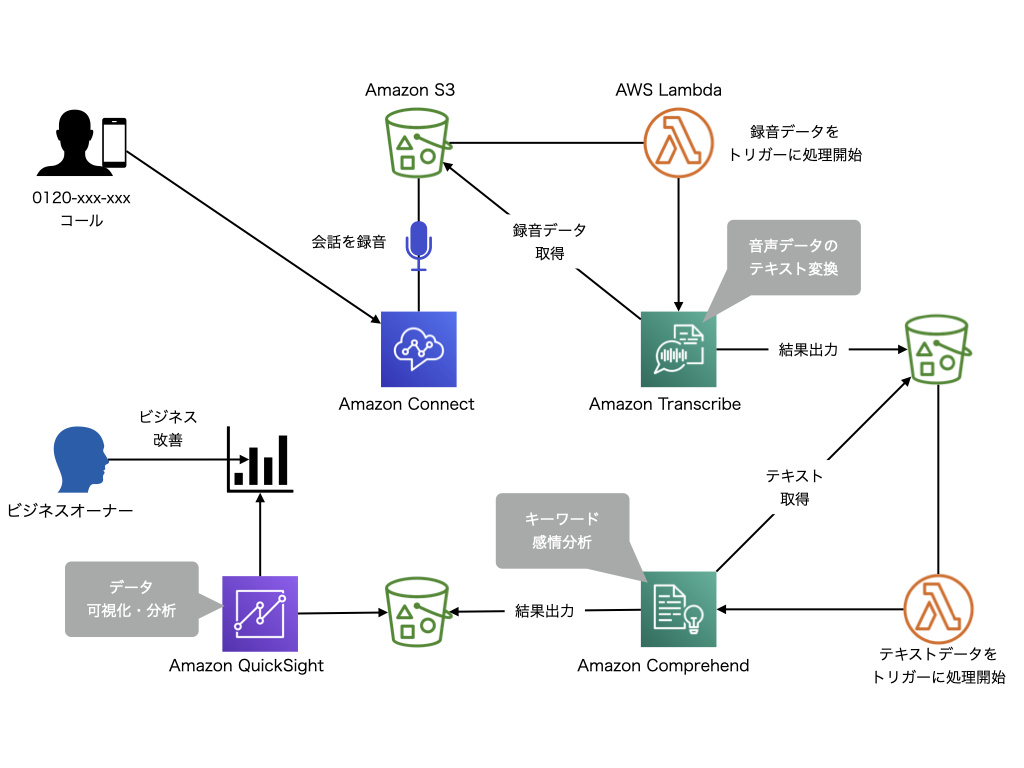 Amazon S3
AWS Lambda
録音データを
トリガーに処理開始
0120-xxx-xxx
コール
会話を録音
録音データ
取得
音声データの
テキスト変換
結果出力
Amazon Connect
Amazon Transcribe
ビジネス
改善
ビジネスオーナー
テキスト
取得
キーワード
感情分析
データ
可視化・分析
結果出力
Amazon QuickSight
Amazon Comprehend
テキストデータを
トリガーに処理開始